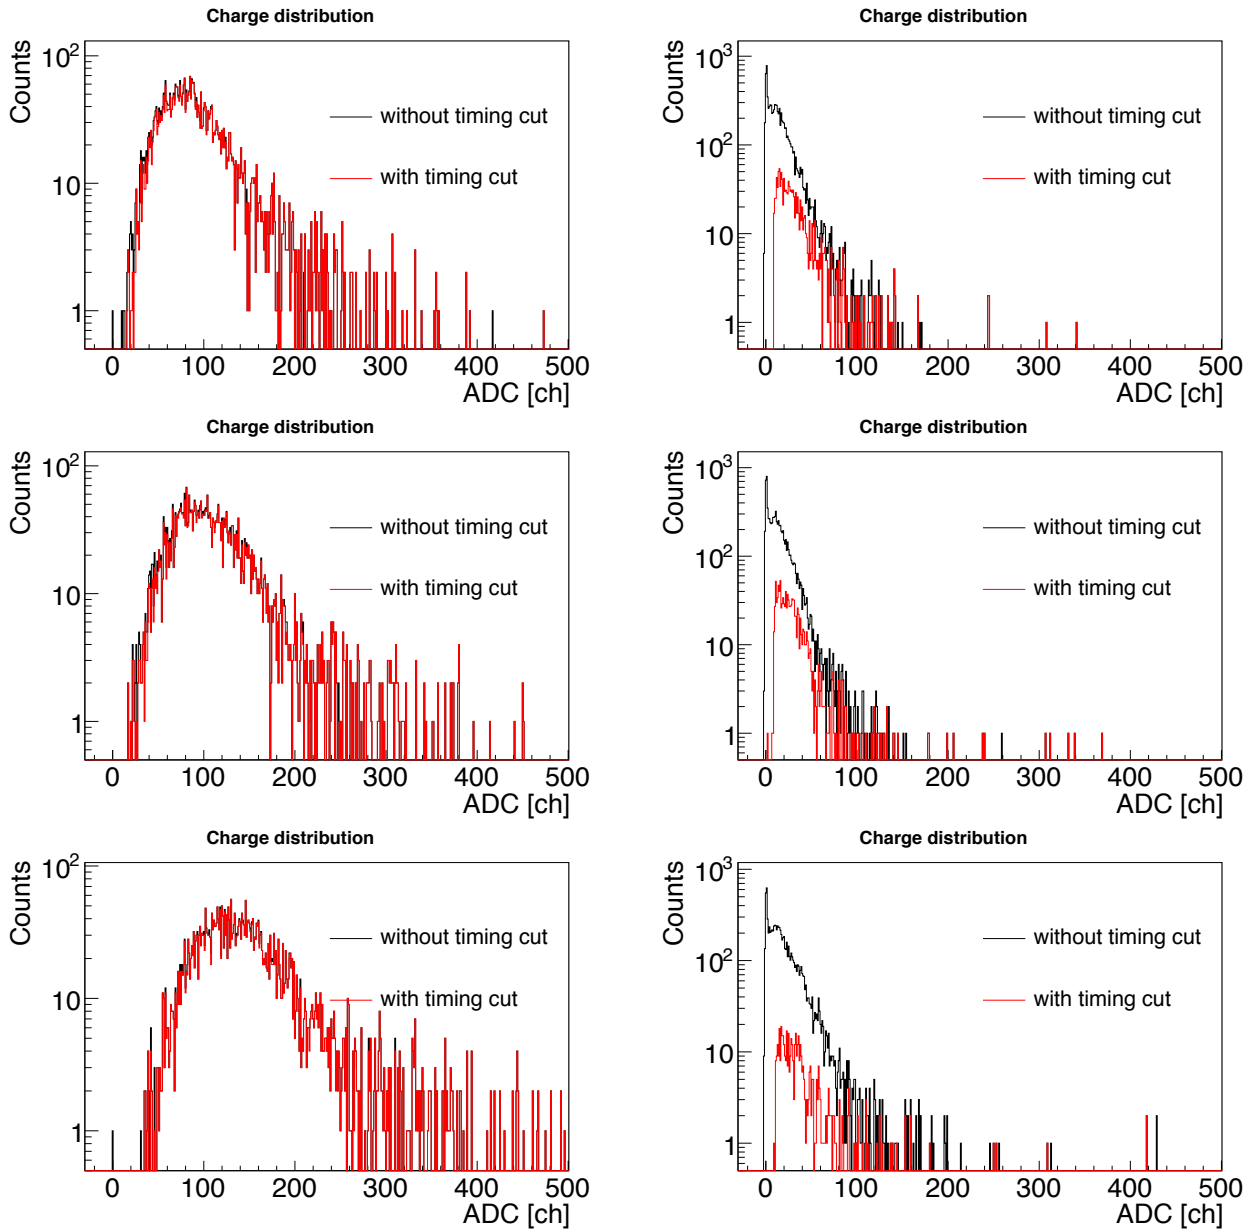 Charge distribution
Counts
10²
10
1
without timing cut
with timing cut
0 100 200 300 400 500
ADC [ch]
Charge distribution
Counts
10³
10²
10
1
without timing cut
with timing cut
0 100 200 300 400 500
ADC [ch]
Charge distribution
Counts
10²
10
1
without timing cut
with timing cut
0 100 200 300 400 500
ADC [ch]
Charge distribution
Counts
10³
10²
10
1
without timing cut
with timing cut
0 100 200 300 400 500
ADC [ch]
Charge distribution
Counts
10²
10
1
without timing cut
with timing cut
0 100 200 300 400 500
ADC [ch]
Charge distribution
Counts
10³
10²
10
1
without timing cut
with timing cut
0 100 200 300 400 500
ADC [ch]